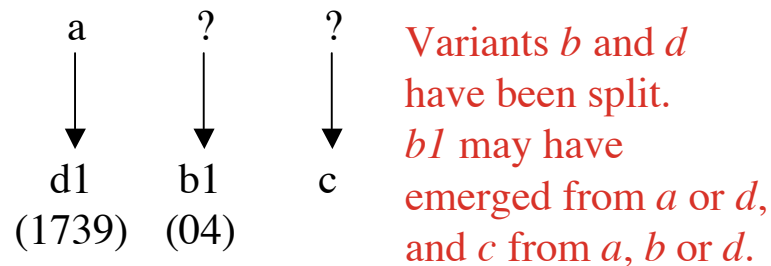 a ? ?
d1 b1 c
(1739) (04)
Variants b and d
have been split.
b1 may have
emerged from a or d,
and c from a, b or d.